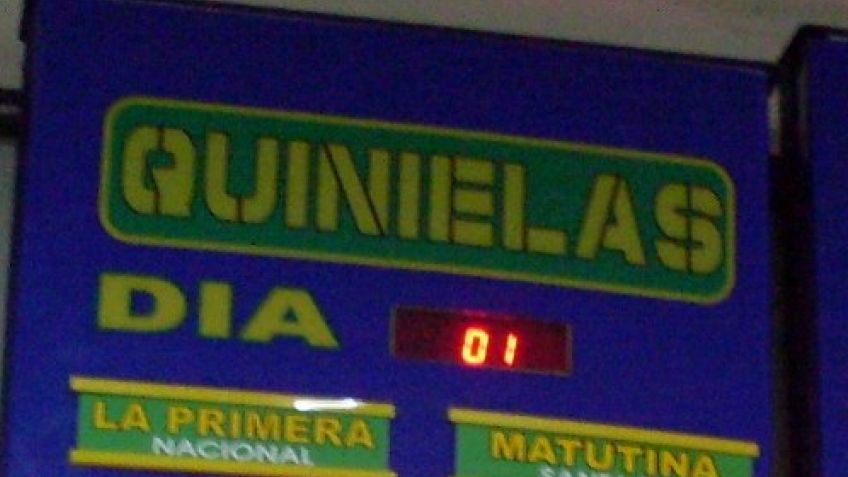 QUINIELAS
DIA 01
LA PRIMERA MATUTINA
NACIONAL